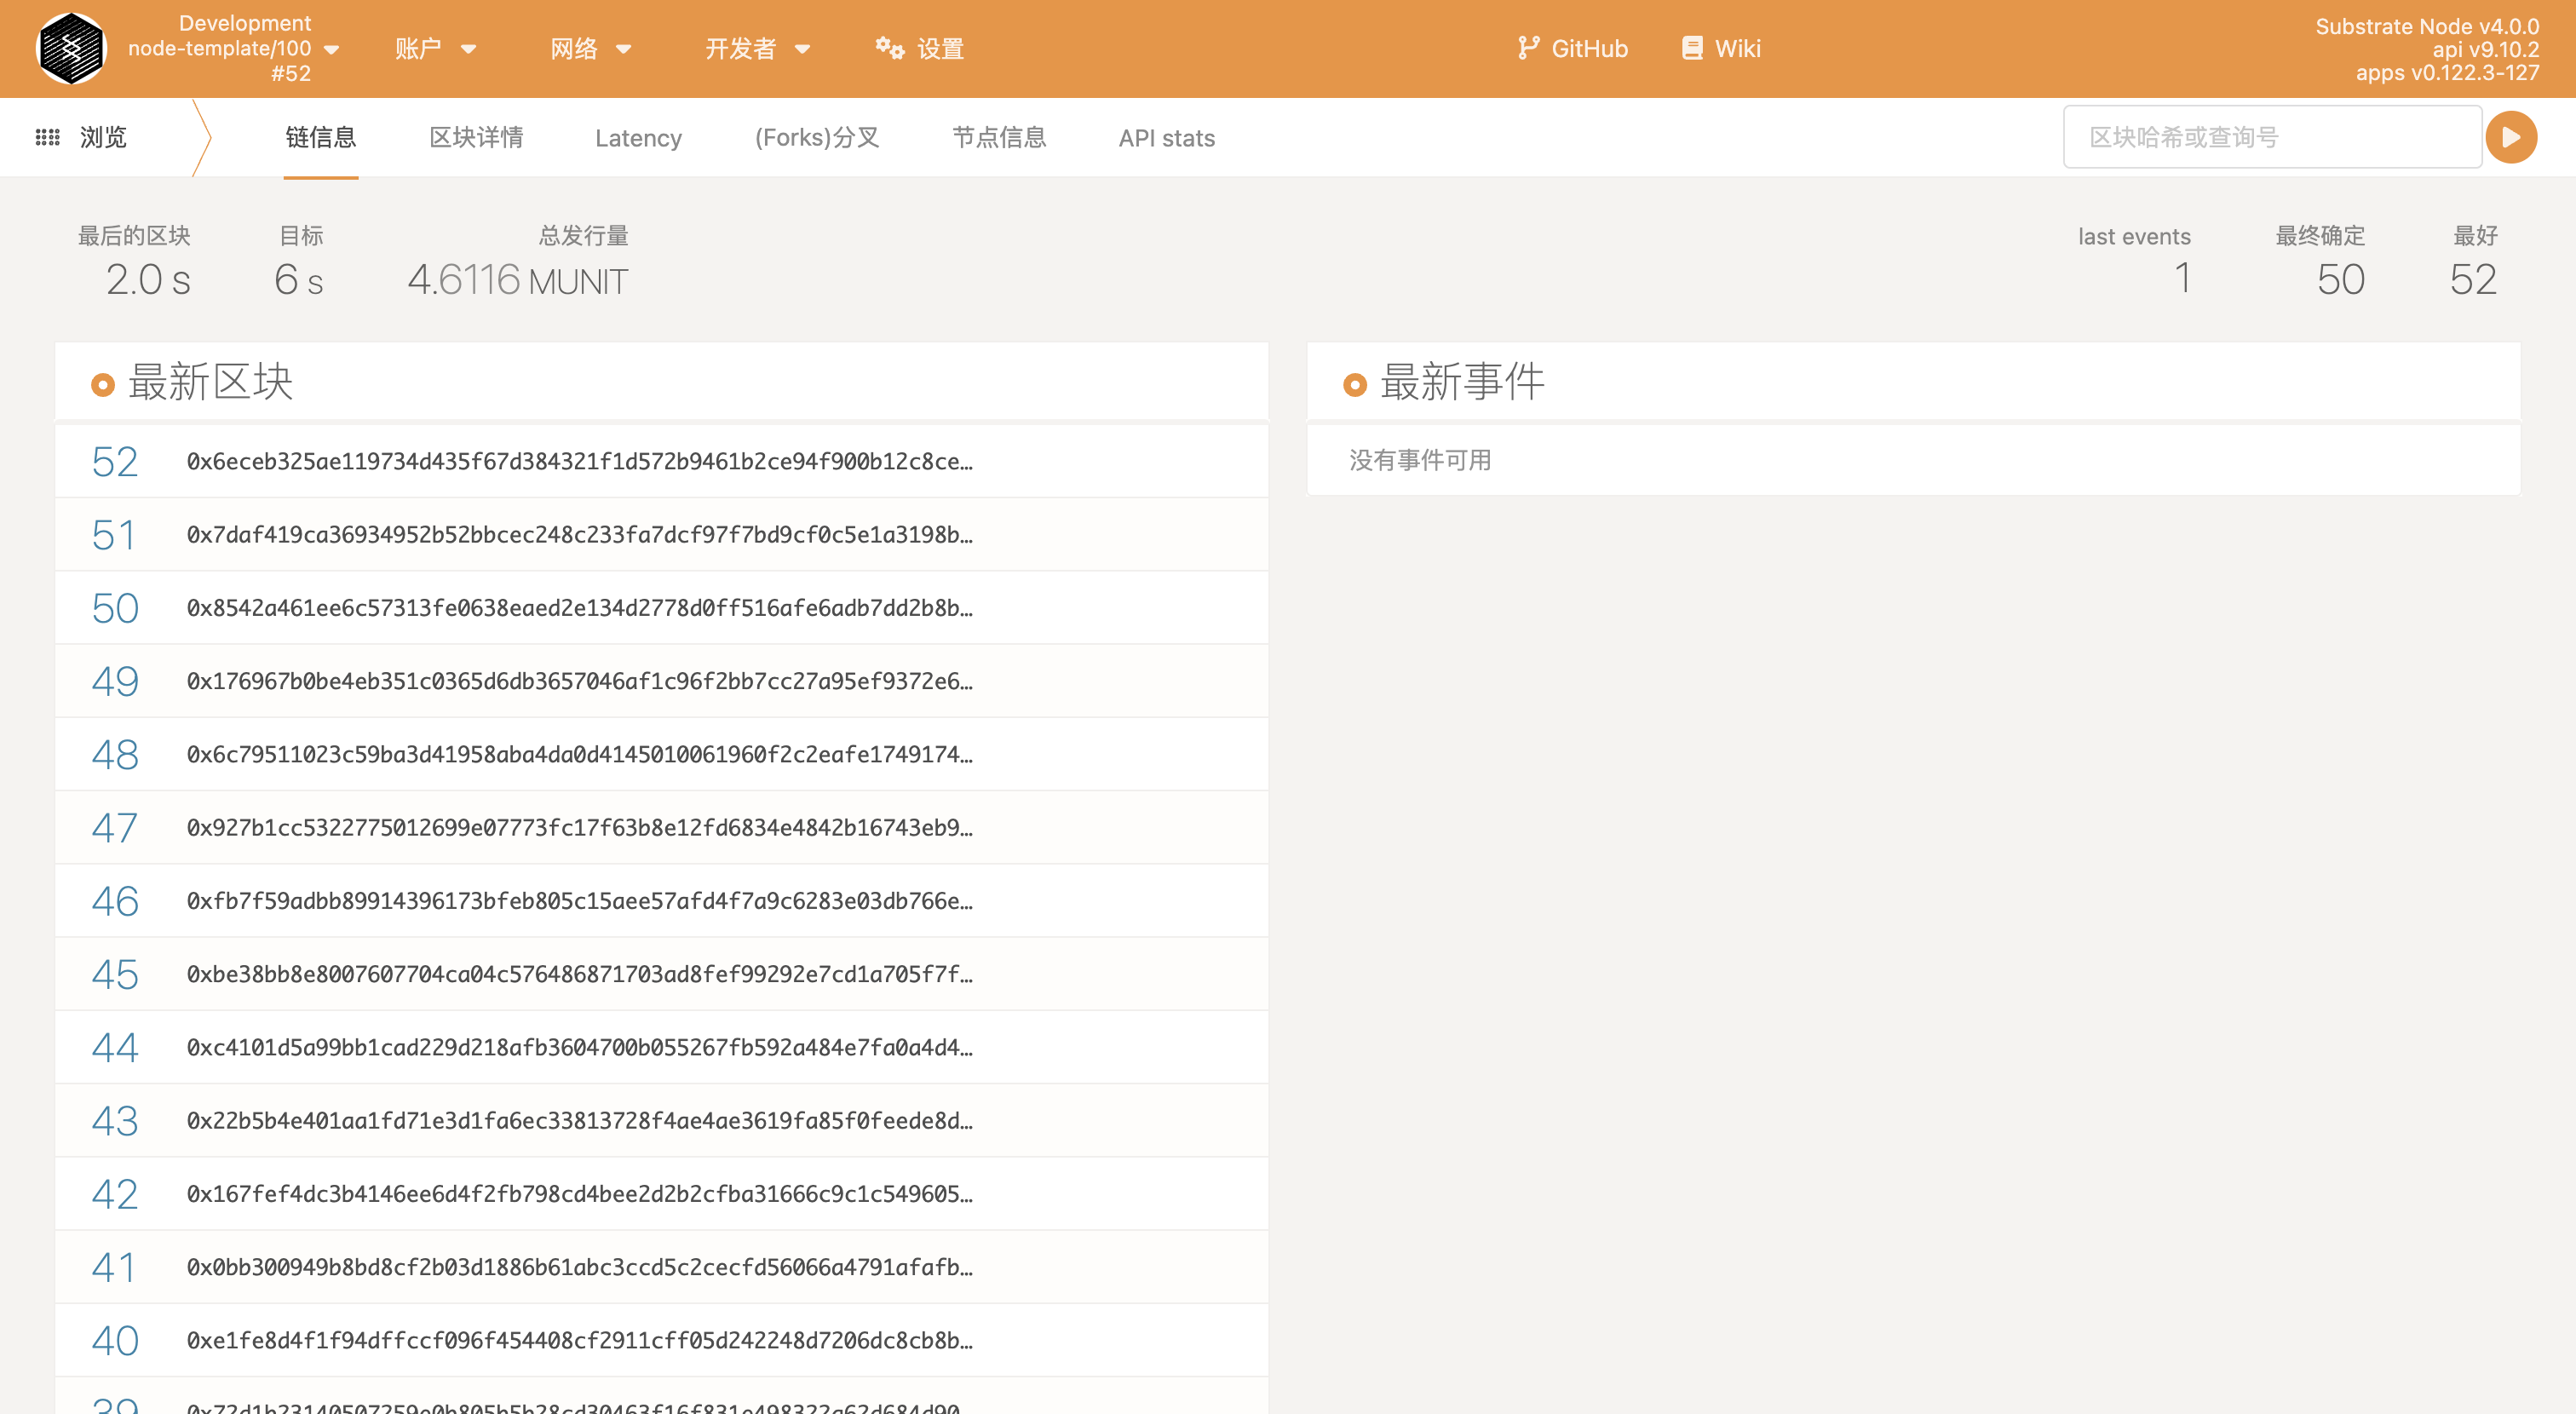 Development
node-template/100
#52
账户
网络
开发者
设置
GitHub
Wiki
Substrate Node v4.0.0
api v9.10.2
apps v0.122.3-127
浏览
链信息
区块详情
Latency
(Forks)分叉
节点信息
API stats
区块哈希或查询号
最后的区块
2.0 s
目标
6 s
总发行量
4.6116 MUNIT
last events
1
最终确定
50
最好
52
最新区块
52 0x6eceb325ae119734d435f67d384321f1d572b9461b2ce94f900b12c8ce…
51 0x7daf419ca36934952b52bbcec248c233fa7dcf97f7bd9cf0c5e1a3198b…
50 0x8542a461ee6c57313fe0638eaed2e134d2778d0ff516afe6adb7dd2b8b…
49 0x176967b0be4eb351c0365d6db3657046af1c96f2bb7cc27a95ef9372e6…
48 0x6c79511023c59ba3d41958aba4da0d4145010061960f2c2eafe1749174…
47 0x927b1cc5322775012699e07773fc17f63b8e12fd6834e4842b16743eb9…
46 0xfb7f59adbb89914396173bfeb805c15aee57afd4f7a9c6283e03db766e…
45 0xbe38bb8e8007607704ca04c576486871703ad8fef99292e7cd1a705f7f…
44 0xc4101d5a99bb1cad229d218afb3604700b055267fb592a484e7fa0a4d4…
43 0x22b5b4e401aa1fd71e3d1fa6ec33813728f4ae4ae3619fa85f0feede8d…
42 0x167fef4dc3b4146ee6d4f2fb798cd4bee2d2b2cfba31666c9c1c549605…
41 0x0bb300949b8bd8cf2b03d1886b61abc3ccd5c2cecfd56066a4791afafb…
40 0xe1fe8d4f1f94dffccf096f454408cf2911cff05d242248d7206dc8cb8b…
39
最新事件
没有事件可用